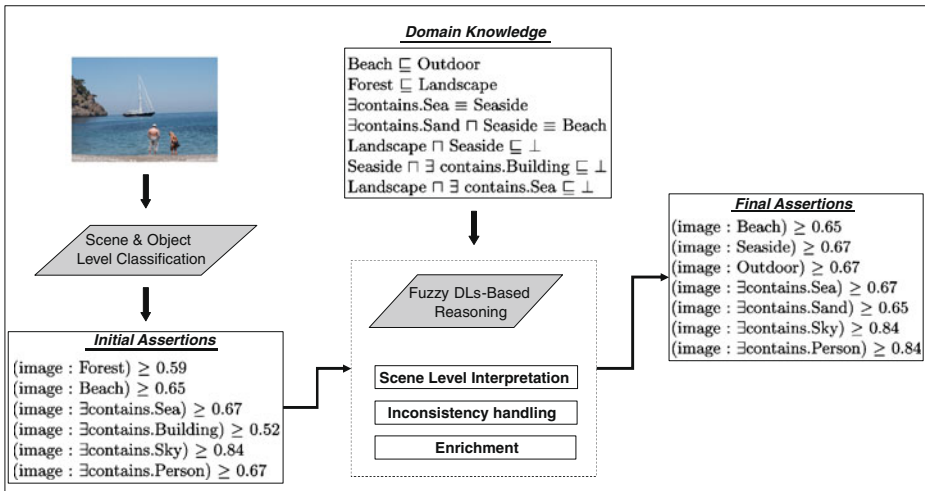 Domain Knowledge
Beach ⊑ Outdoor
Forest ⊑ Landscape
∃contains.Sea ≡ Seaside
∃contains.Sand ⊓ Seaside ≡ Beach
Landscape ⊓ Seaside ⊑ ⊥
Seaside ⊓ ∃ contains.Building ⊑ ⊥
Landscape ⊓ ∃ contains.Sea ⊑ ⊥
Scene & Object
Level Classification
Initial Assertions
(image : Forest) ≥ 0.59
(image : Beach) ≥ 0.65
(image : ∃contains.Sea) ≥ 0.67
(image : ∃contains.Building) ≥ 0.52
(image : ∃contains.Sky) ≥ 0.84
(image : ∃contains.Person) ≥ 0.67
Fuzzy DLs-Based
Reasoning
Scene Level Interpretation
Inconsistency handling
Enrichment
Final Assertions
(image : Beach) ≥ 0.65
(image : Seaside) ≥ 0.67
(image : Outdoor) ≥ 0.67
(image : ∃contains.Sea) ≥ 0.67
(image : ∃contains.Sand) ≥ 0.65
(image : ∃contains.Sky) ≥ 0.84
(image : ∃contains.Person) ≥ 0.84